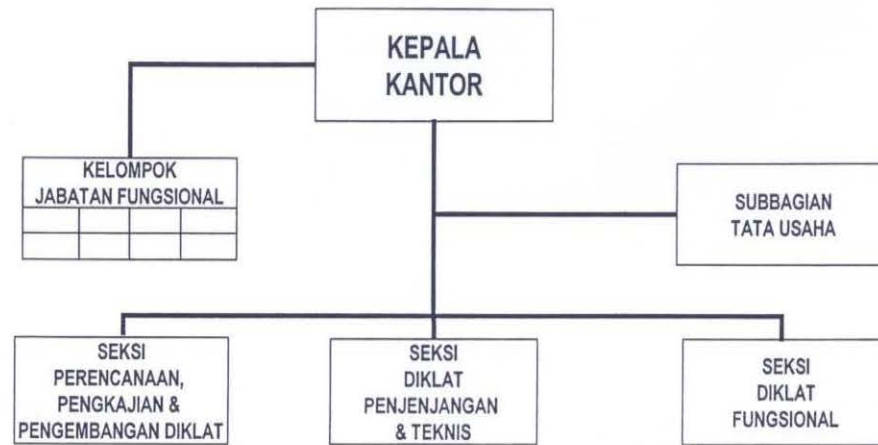 KEPALA
KANTOR
KELOMPOK
JABATAN FUNGSIONAL
SUBBAGIAN
TATA USAHA
SEKSI
PERENCANAAN,
PENGKAJIAN &
PENGEMBANGAN DIKLAT
SEKSI
DIKLAT
PENJENJANGAN
& TEKNIS
SEKSI
DIKLAT
FUNGSIONAL